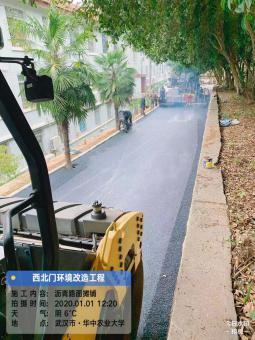 西北门环境改造工程
施工内容：沥青路面摊铺
拍摄时间：2020.01.01 12:20
天 气：阴 6℃
地 点：武汉市·华中农业大学